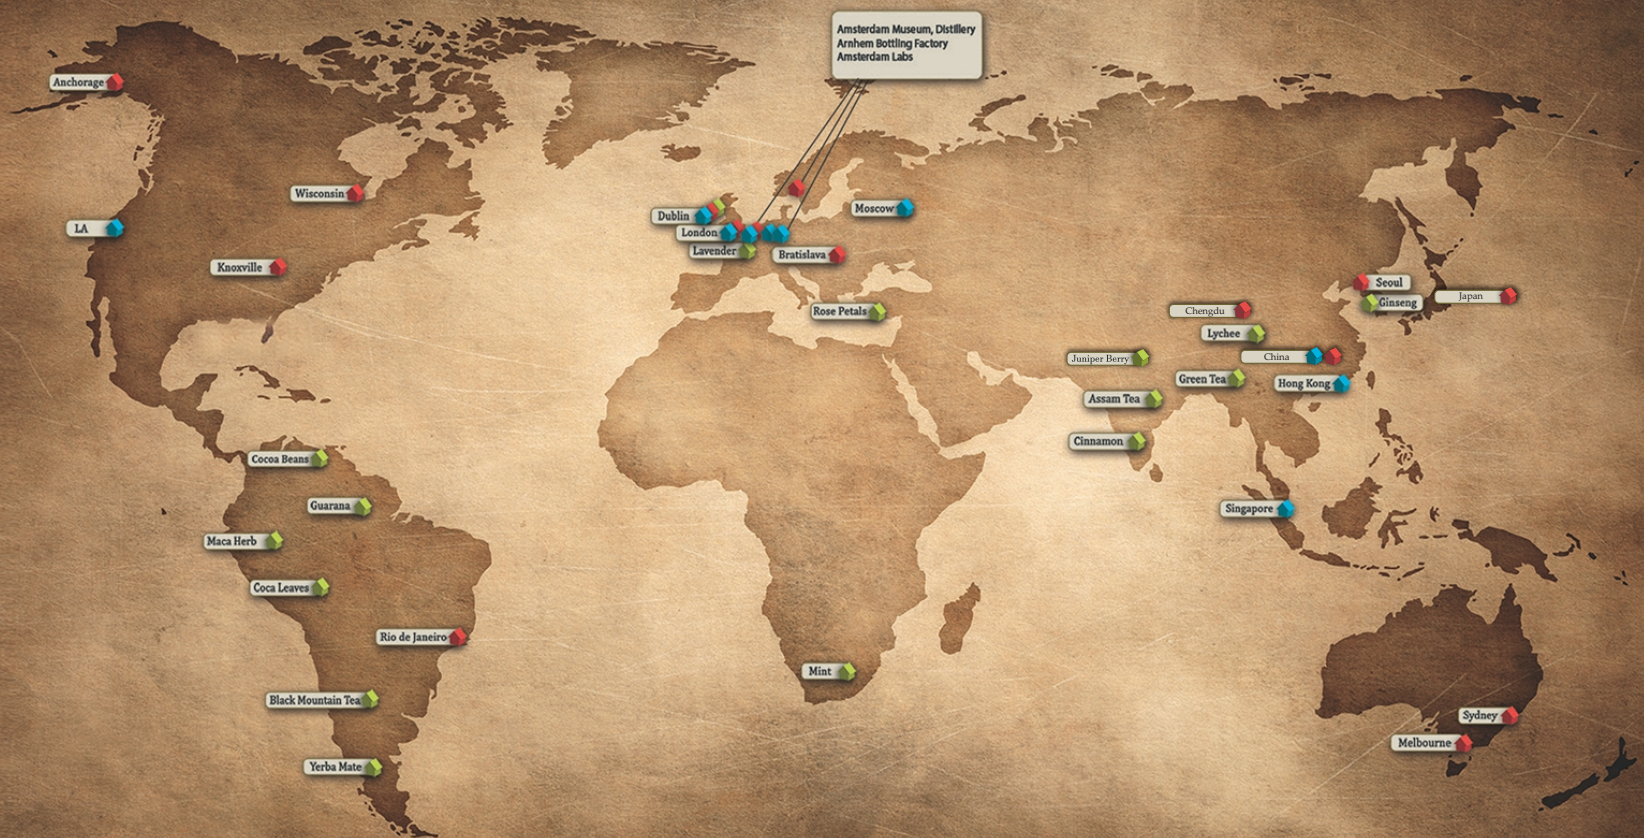 Amsterdam Museum, Distillery
Arnhem Bottling Factory
Amsterdam Labs
Anchorage
Wisconsin
LA
Knoxville
Dublin
London
Lavender
Moscow
Bratislava
Rose Petals
Seoul
Ginseng
Japan
Chengdu
Lychee
China
Juniper Berry
Green Tea
Hong Kong
Assam Tea
Cinnamon
Cocoa Beans
Guarana
Singapore
Maca Herb
Coca Leaves
Rio de Janeiro
Mint
Black Mountain Tea
Sydney
Melbourne
Yerba Mate